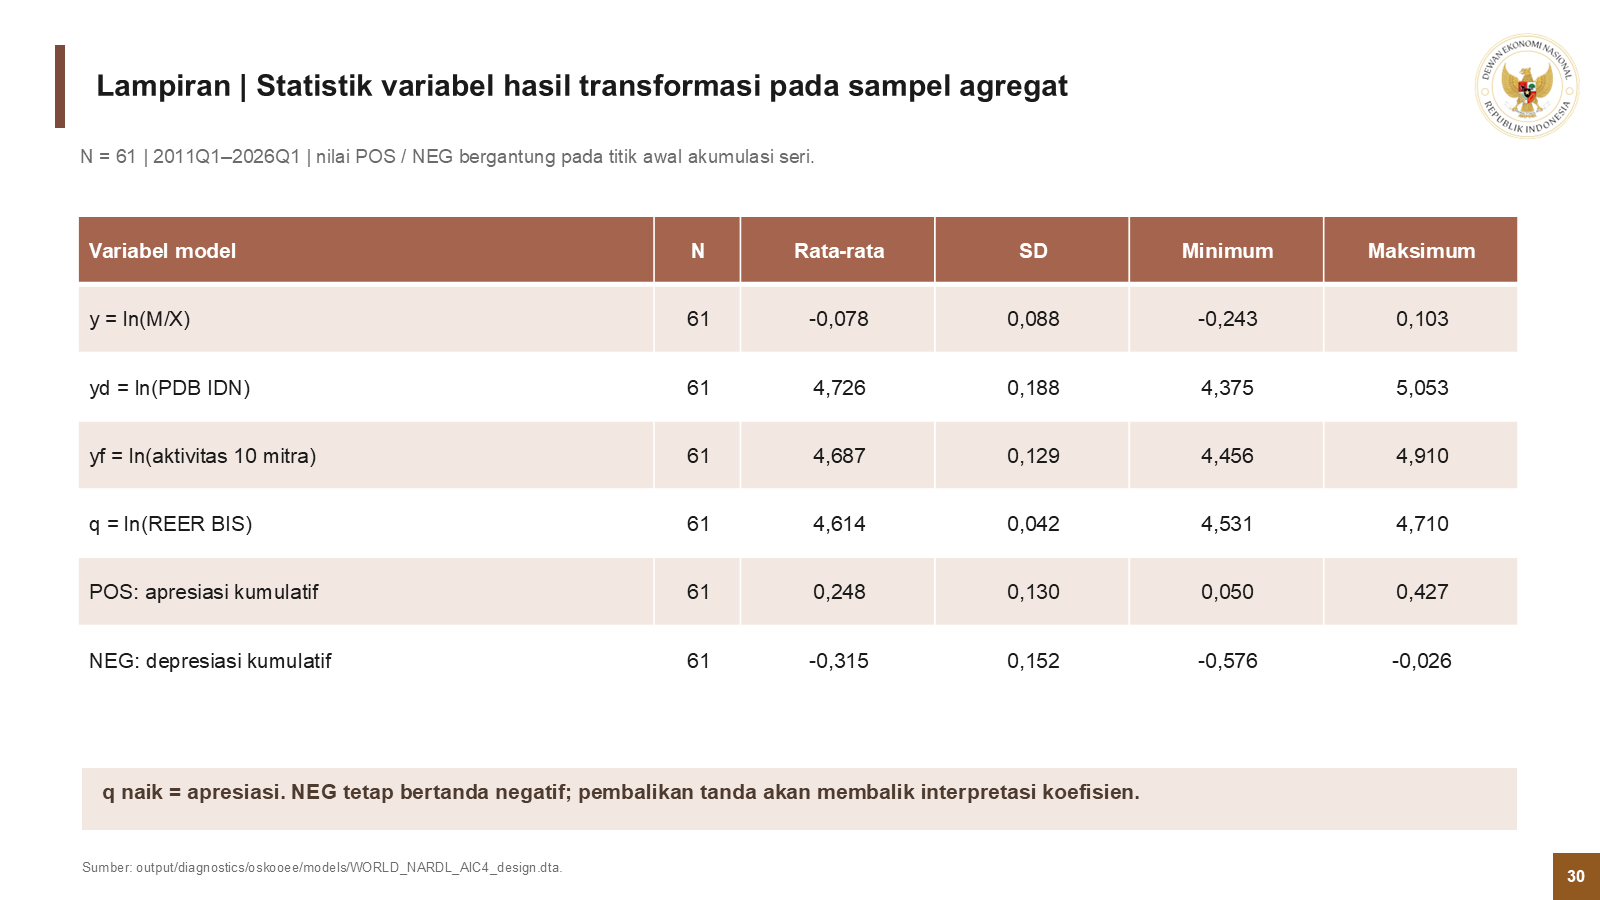 Lampiran | Statistik variabel hasil transformasi pada sampel agregat
DEWAN EKONOMI NASIONAL
REPUBLIK INDONESIA
N = 61 | 2011Q1–2026Q1 | nilai POS / NEG bergantung pada titik awal akumulasi seri.
Variabel model N Rata-rata SD Minimum Maksimum
y = ln(M/X) 61 -0,078 0,088 -0,243 0,103
yd = ln(PDB IDN) 61 4,726 0,188 4,375 5,053
yf = ln(aktivitas 10 mitra) 61 4,687 0,129 4,456 4,910
q = ln(REER BIS) 61 4,614 0,042 4,531 4,710
POS: apresiasi kumulatif 61 0,248 0,130 0,050 0,427
NEG: depresiasi kumulatif 61 -0,315 0,152 -0,576 -0,026
q naik = apresiasi. NEG tetap bertanda negatif; pembalikan tanda akan membalik interpretasi koefisien.
Sumber: output/diagnostics/oskooee/models/WORLD_NARDL_AIC4_design.dta.
30